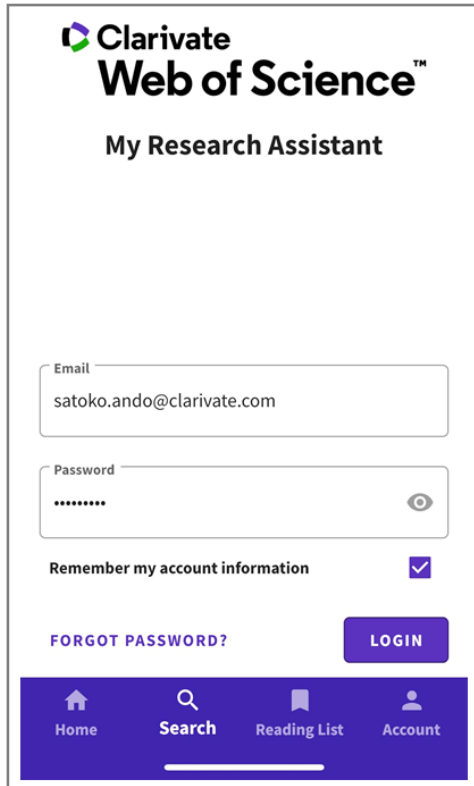 Clarivate
Web of Science™
My Research Assistant
Email
satoko.ando@clarivate.com
Password
•••••••••
Remember my account information
FORGOT PASSWORD? LOGIN
Home Search Reading List Account